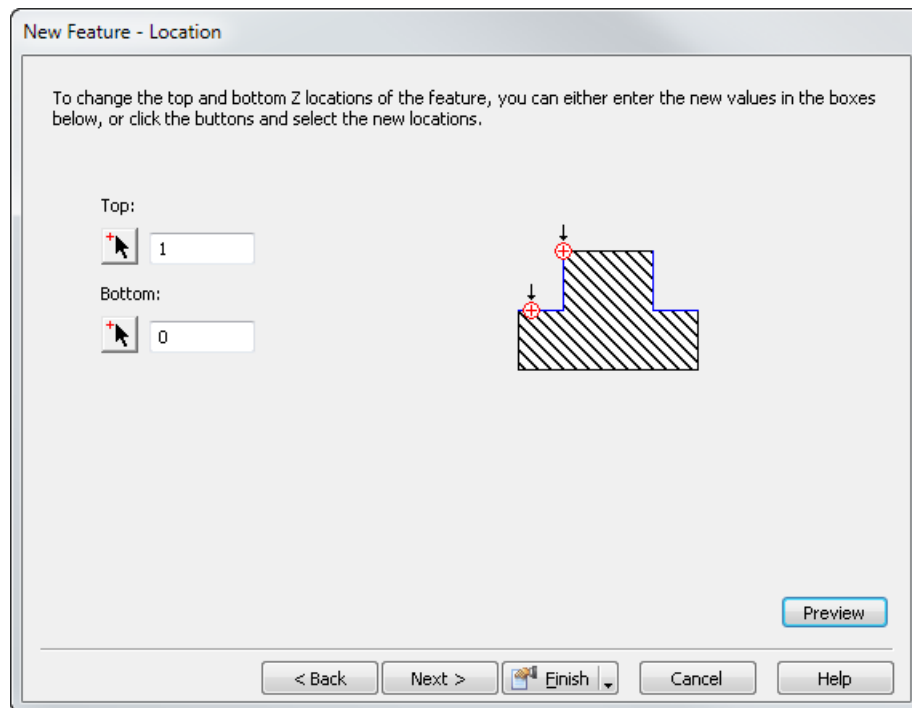 New Feature - Location
To change the top and bottom Z locations of the feature, you can either enter the new values in the boxes
below, or click the buttons and select the new locations.
Top:
1
Bottom:
0
Preview
< Back Next > Finish Cancel Help